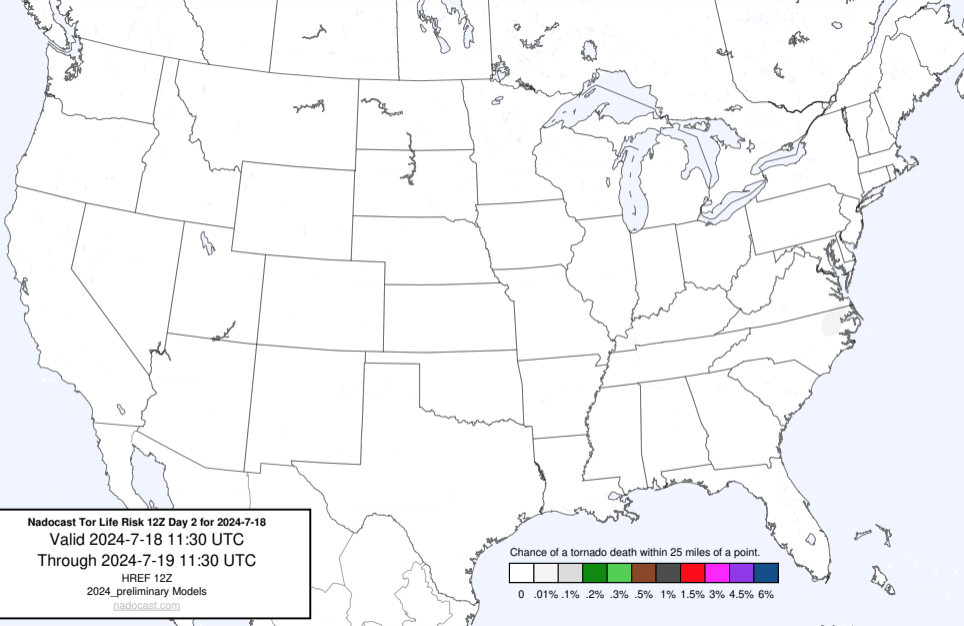 Nadocast Tor Life Risk 12Z Day 2 for 2024-7-18
Valid 2024-7-18 11:30 UTC
Through 2024-7-19 11:30 UTC
HREF 12Z
2024_preliminary Models
nadocast.com
Chance of a tornado death within 25 miles of a point.
0 .01% .1% .2% .3% .5% 1% 1.5% 3% 4.5% 6%